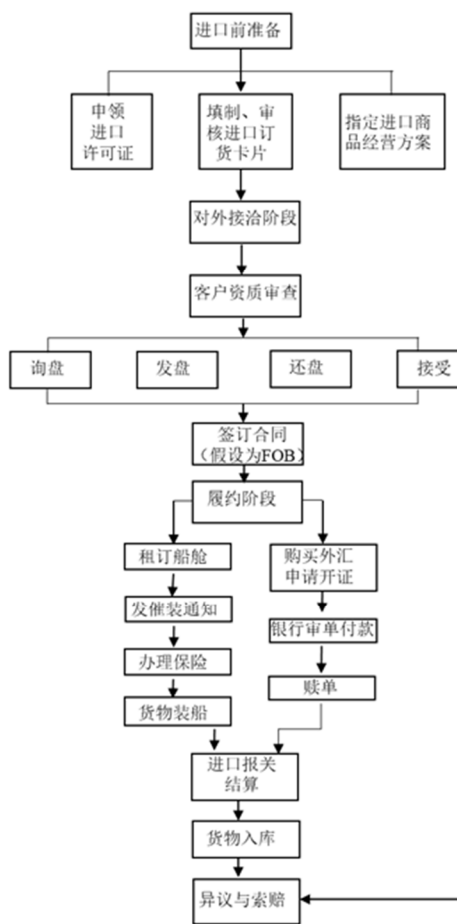 进口前准备
申领
进口
许可证
填制、审
核进口订
货卡片
指定进口商
品经营方案
对外接洽阶段
客户资质审查
询盘
发盘
还盘
接受
签订合同
（假设为FOB）
履约阶段
租订船舱
购买外汇
申请开证
发催装通知
银行审单付款
办理保险
赎单
货物装船
进口报关
结算
货物入库
异议与索赔